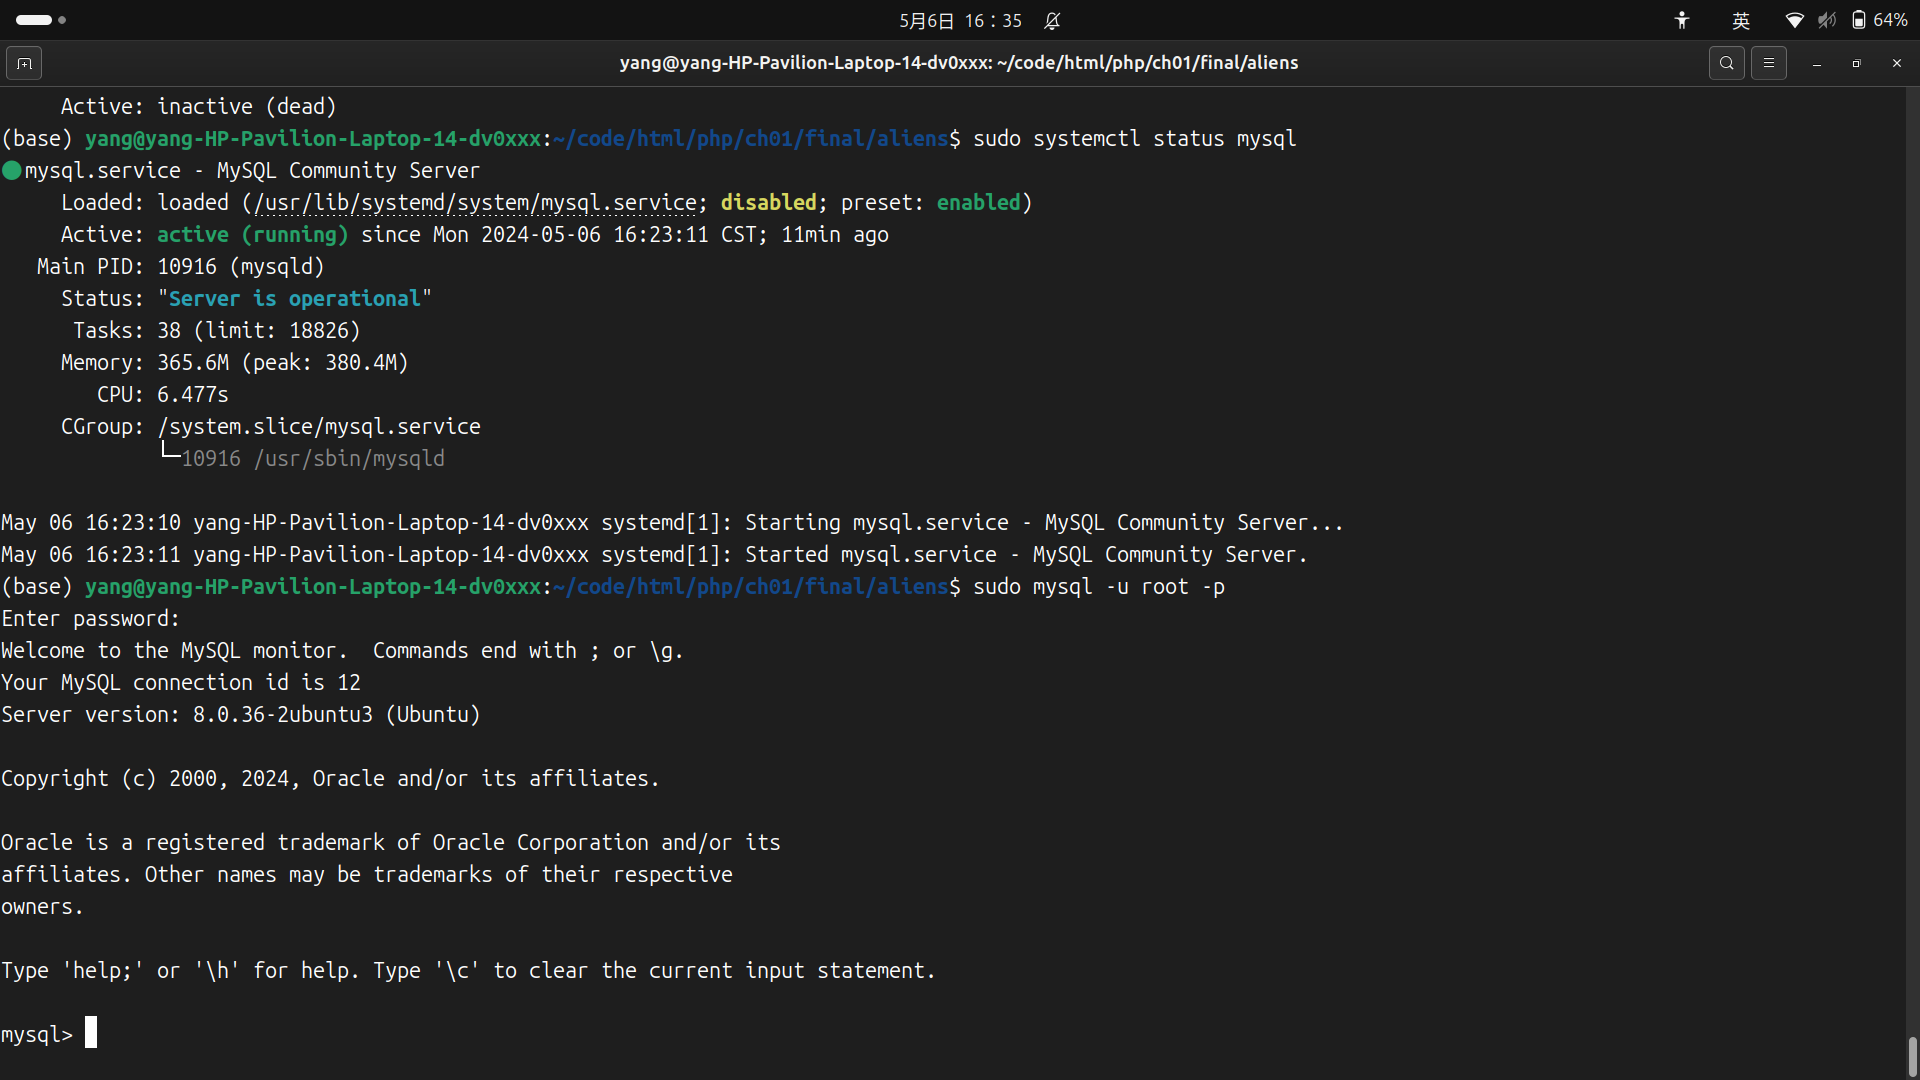 5月6日 16：35
英
64%
yang@yang-HP-Pavilion-Laptop-14-dv0xxx: ~/code/html/php/ch01/final/aliens
Active: inactive (dead)
(base) yang@yang-HP-Pavilion-Laptop-14-dv0xxx:~/code/html/php/ch01/final/aliens$ sudo systemctl status mysql
mysql.service - MySQL Community Server
Loaded: loaded (/usr/lib/systemd/system/mysql.service; disabled; preset: enabled)
Active: active (running) since Mon 2024-05-06 16:23:11 CST; 11min ago
Main PID: 10916 (mysqld)
Status: "Server is operational"
Tasks: 38 (limit: 18826)
Memory: 365.6M (peak: 380.4M)
CPU: 6.477s
CGroup: /system.slice/mysql.service
└─10916 /usr/sbin/mysqld
May 06 16:23:10 yang-HP-Pavilion-Laptop-14-dv0xxx systemd[1]: Starting mysql.service - MySQL Community Server...
May 06 16:23:11 yang-HP-Pavilion-Laptop-14-dv0xxx systemd[1]: Started mysql.service - MySQL Community Server.
(base) yang@yang-HP-Pavilion-Laptop-14-dv0xxx:~/code/html/php/ch01/final/aliens$ sudo mysql -u root -p
Enter password:
Welcome to the MySQL monitor.  Commands end with ; or \g.
Your MySQL connection id is 12
Server version: 8.0.36-2ubuntu3 (Ubuntu)
Copyright (c) 2000, 2024, Oracle and/or its affiliates.
Oracle is a registered trademark of Oracle Corporation and/or its
affiliates. Other names may be trademarks of their respective
owners.
Type 'help;' or '\h' for help. Type '\c' to clear the current input statement.
mysql>